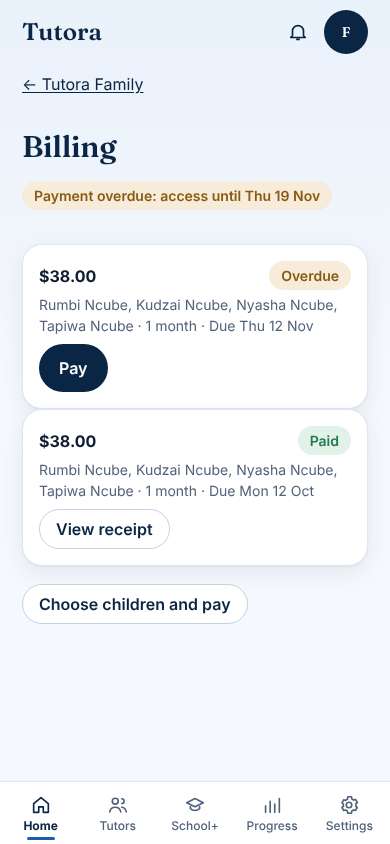 Tutora
F
← Tutora Family
Billing
Payment overdue: access until Thu 19 Nov
$38.00
Overdue
Rumbi Ncube, Kudzai Ncube, Nyasha Ncube,
Tapiwa Ncube · 1 month · Due Thu 12 Nov
Pay
$38.00
Paid
Rumbi Ncube, Kudzai Ncube, Nyasha Ncube,
Tapiwa Ncube · 1 month · Due Mon 12 Oct
View receipt
Choose children and pay
Home
Tutors
School+
Progress
Settings